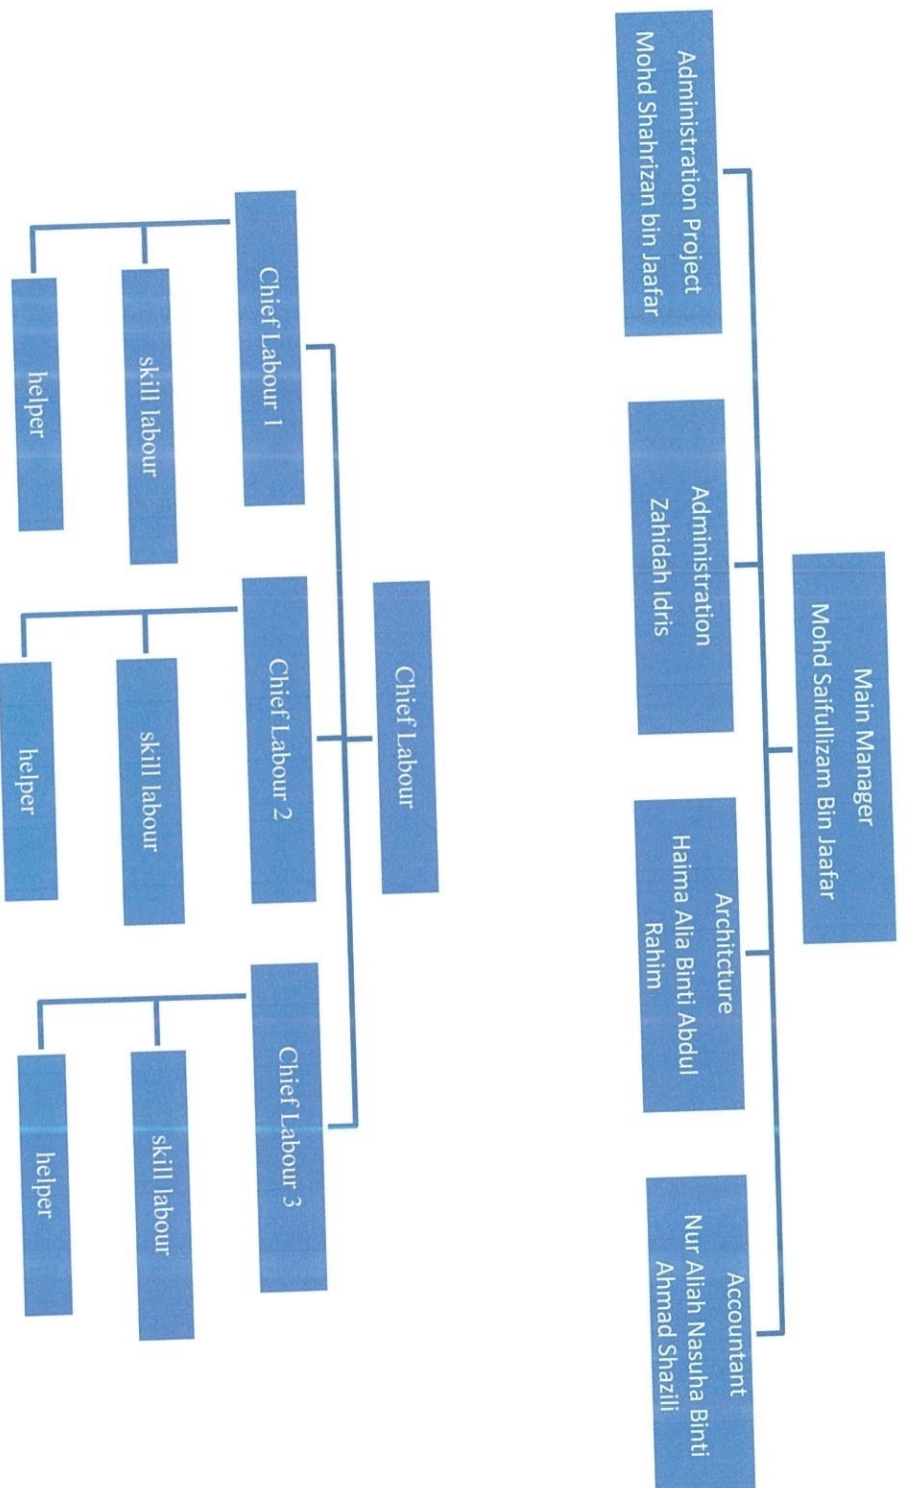 Main Manager
Mohd Saifullizam Bin Jaafar
Administration Project
Mohd Shahrizan bin Jaafar
Administration
Zahidah Idris
Architcture
Haima Alia Binti Abdul
Rahim
Accountant
Nur Aliah Nasuha Binti
Ahmad Shazili
Chief Labour
Chief Labour 1
skill labour
helper
Chief Labour 2
skill labour
helper
Chief Labour 3
skill labour
helper